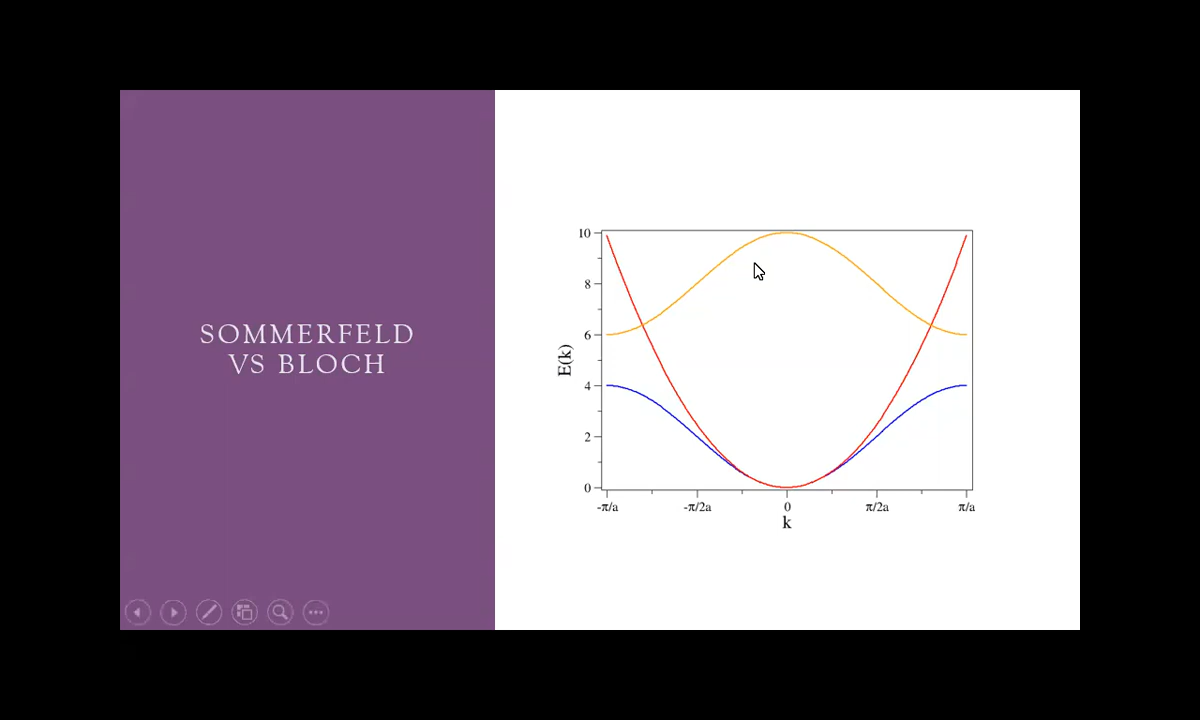 SOMMERFELD
VS BLOCH
10
8
6
4
2
0
E(k)
-π/a
-π/2a
0
π/2a
π/a
k